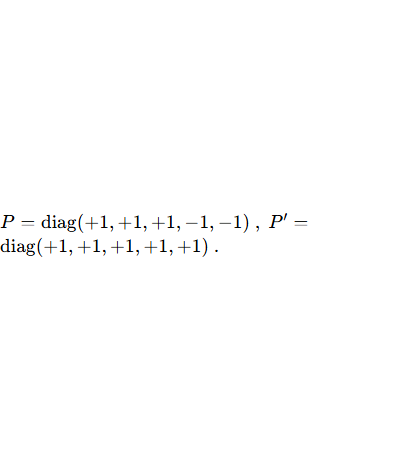 P = diag(+1, +1, +1, −1, −1) , P′ =
diag(+1, +1, +1, +1, +1) .